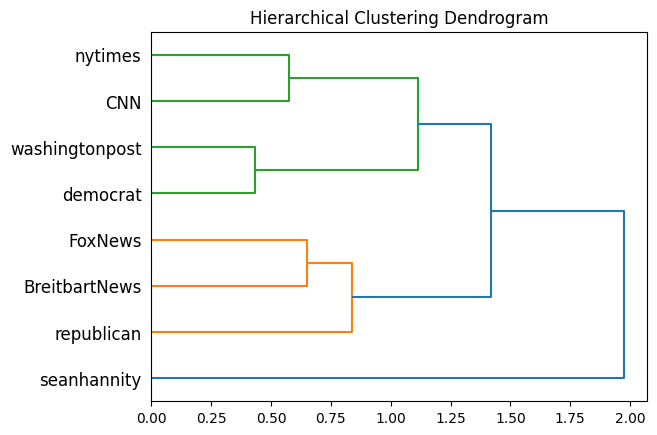 Hierarchical Clustering Dendrogram
nytimes
CNN
washingtonpost
democrat
FoxNews
BreitbartNews
republican
seanhannity
0.00 0.25 0.50 0.75 1.00 1.25 1.50 1.75 2.00